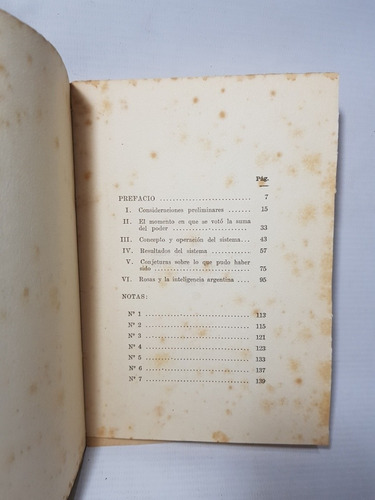 Pág.
PREFACIO ........................ 7
I. Consideraciones preliminares ....... 15
II. El momento en que se votó la suma
del poder ...................... 33
III. Concepto y operación del sistema ... 43
IV. Resultados del sistema ............. 57
V. Conjeturas sobre lo que pudo haber
sido ........................... 75
VI. Rosas y la inteligencia argentina .... 95
NOTAS:
Nº 1 ........................... 113
Nº 2 ........................... 115
Nº 3 ........................... 121
Nº 4 ........................... 123
Nº 5 ........................... 133
Nº 6 ........................... 137
Nº 7 ........................... 139